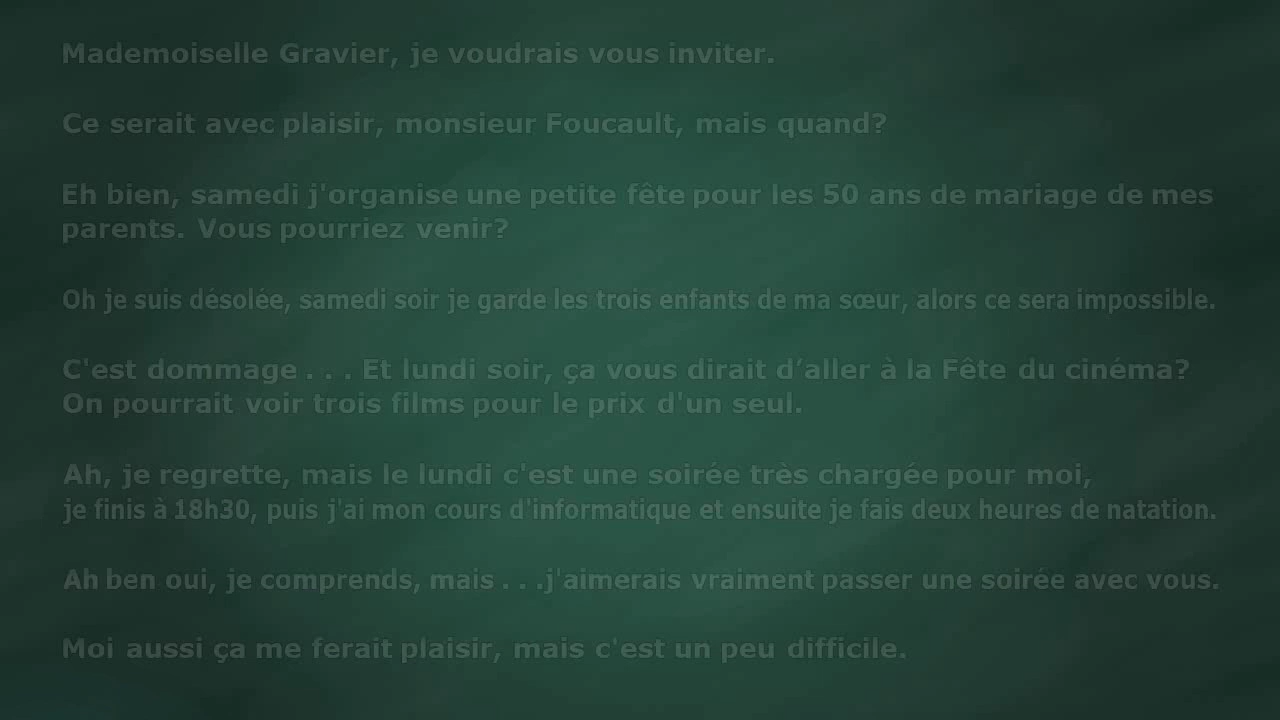 Mademoiselle Gravier, je voudrais vous inviter.
Ce serait avec plaisir, monsieur Foucault, mais quand?
Eh bien, samedi j'organise une petite fête pour les 50 ans de mariage de mes
parents. Vous pourriez venir?
Oh je suis désolée, samedi soir je garde les trois enfants de ma sœur, alors ce sera impossible.
C'est dommage . . . Et lundi soir, ça vous dirait d’aller à la Fête du cinéma?
On pourrait voir trois films pour le prix d'un seul.
Ah, je regrette, mais le lundi c'est une soirée très chargée pour moi,
je finis à 18h30, puis j'ai mon cours d'informatique et ensuite je fais deux heures de natation.
Ah ben oui, je comprends, mais . . .j'aimerais vraiment passer une soirée avec vous.
Moi aussi ça me ferait plaisir, mais c'est un peu difficile.